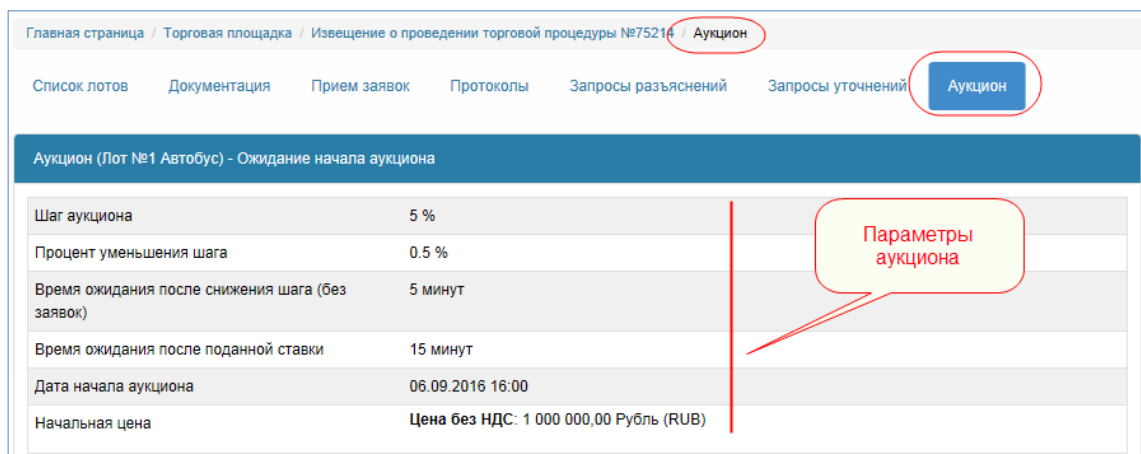 Главная страница / Торговая площадка / Извещение о проведении торговой процедуры №75214 / Аукцион
Список лотов Документация Прием заявок Протоколы Запросы разъяснений Запросы уточнений Аукцион
Аукцион (Лот №1 Автобус) - Ожидание начала аукциона
Шаг аукциона 5 %
Процент уменьшения шага 0.5 %
Время ожидания после снижения шага (без 5 минут
заявок)
Время ожидания после поданной ставки 15 минут
Дата начала аукциона 06.09.2016 16:00
Начальная цена Цена без НДС: 1 000 000,00 Рубль (RUB)
Параметры
аукциона